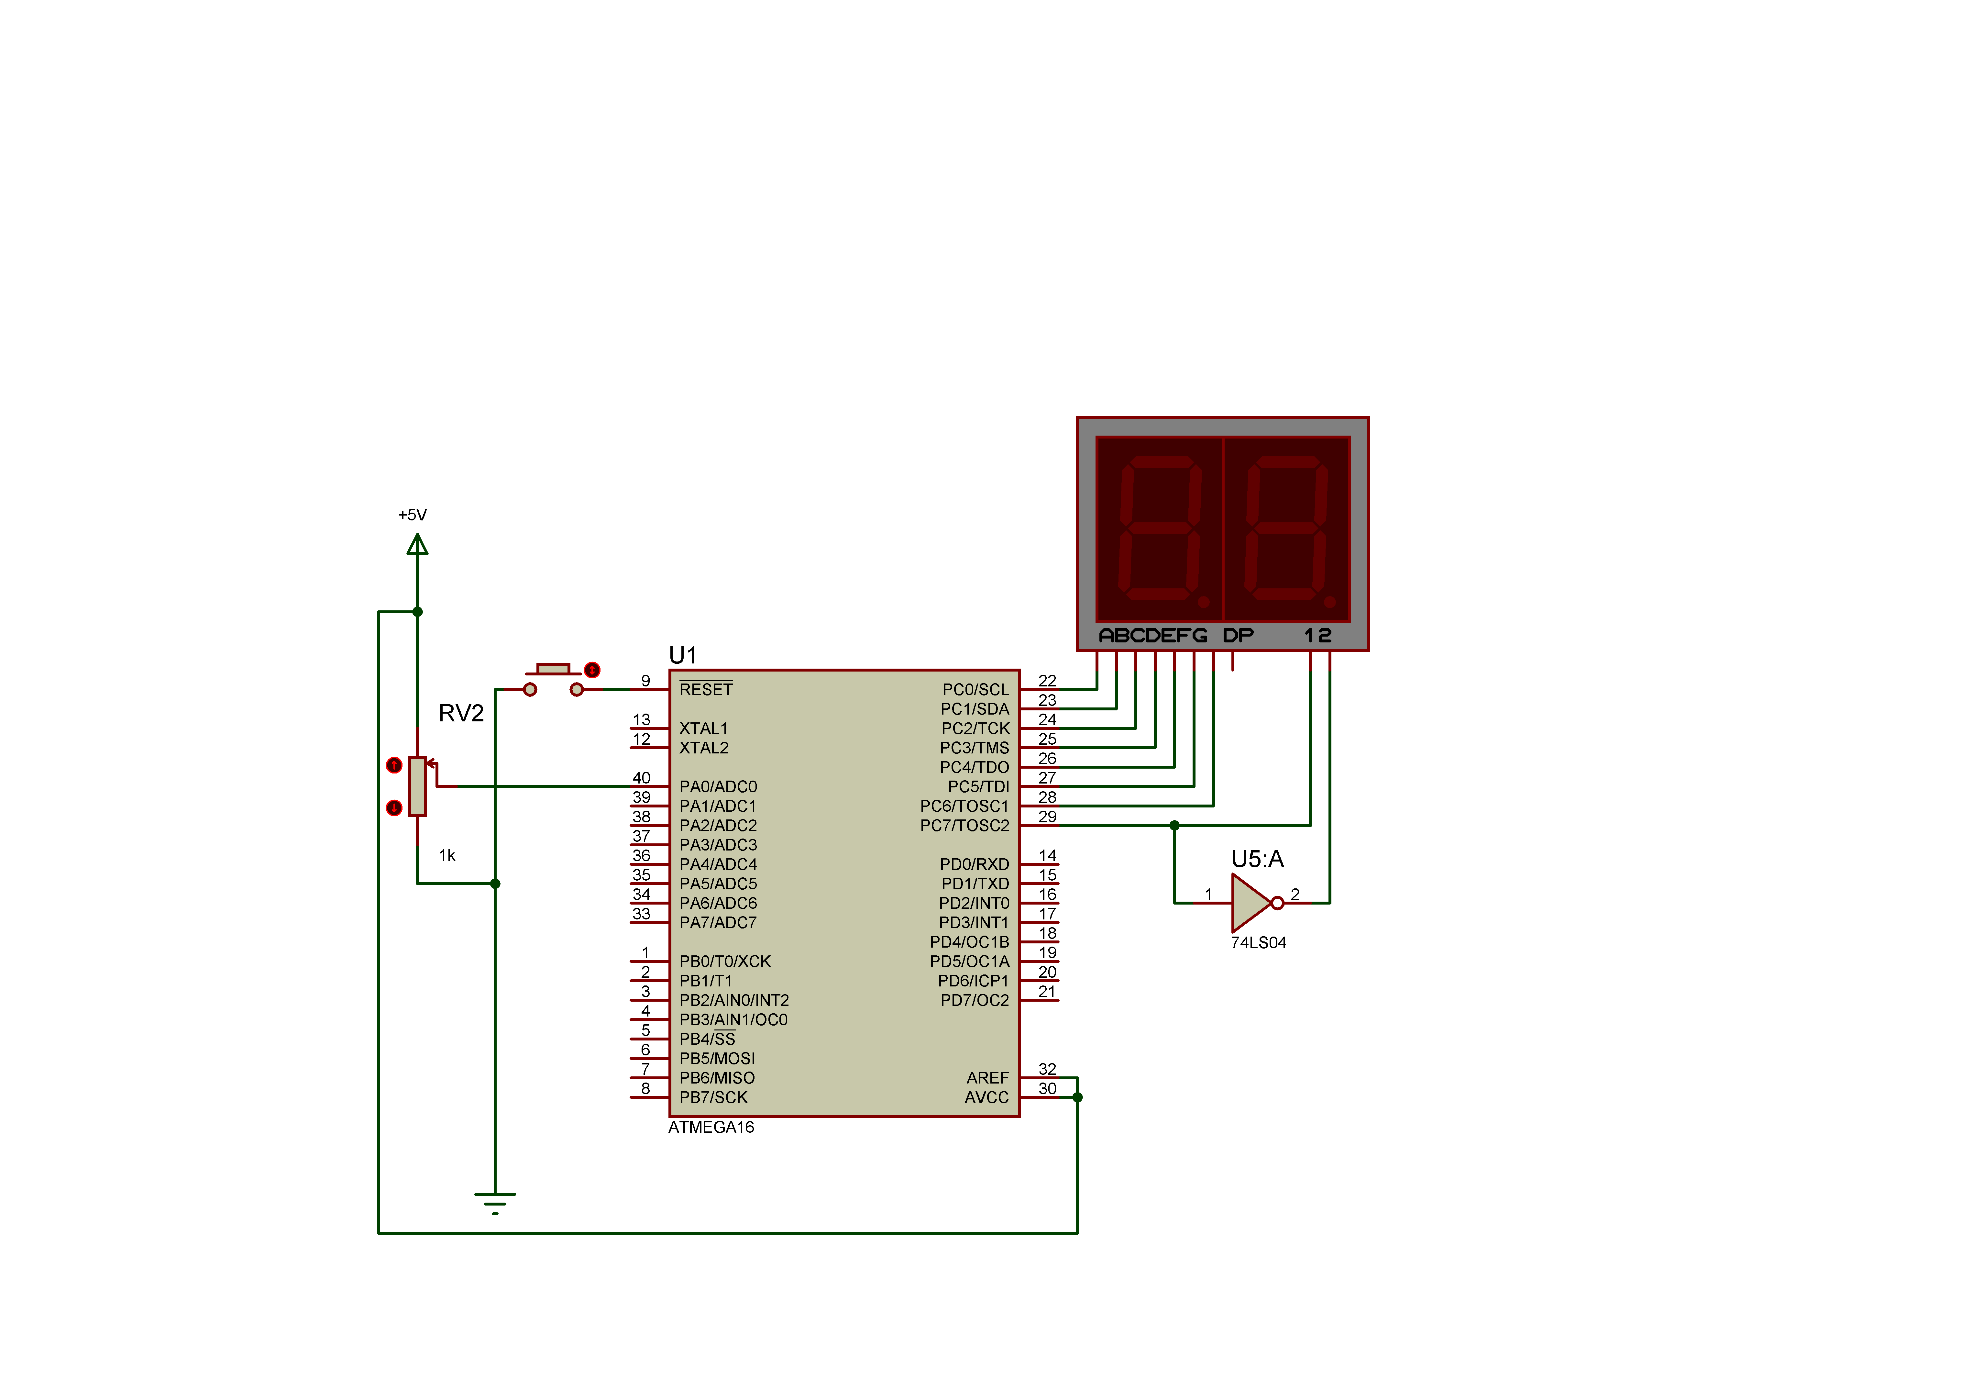 +5V
RV2
1k
U1
9 RESET
13 XTAL1
12 XTAL2
40 PA0/ADC0
39 PA1/ADC1
38 PA2/ADC2
37 PA3/ADC3
36 PA4/ADC4
35 PA5/ADC5
34 PA6/ADC6
33 PA7/ADC7
1 PB0/T0/XCK
2 PB1/T1
3 PB2/AIN0/INT2
4 PB3/AIN1/OC0
5 PB4/SS
6 PB5/MOSI
7 PB6/MISO
8 PB7/SCK
PC0/SCL 22
PC1/SDA 23
PC2/TCK 24
PC3/TMS 25
PC4/TDO 26
PC5/TDI 27
PC6/TOSC1 28
PC7/TOSC2 29
PD0/RXD 14
PD1/TXD 15
PD2/INT0 16
PD3/INT1 17
PD4/OC1B 18
PD5/OC1A 19
PD6/ICP1 20
PD7/OC2 21
AREF 32
AVCC 30
ATMEGA16
ABCDEFG DP 12
U5:A
1 2
74LS04